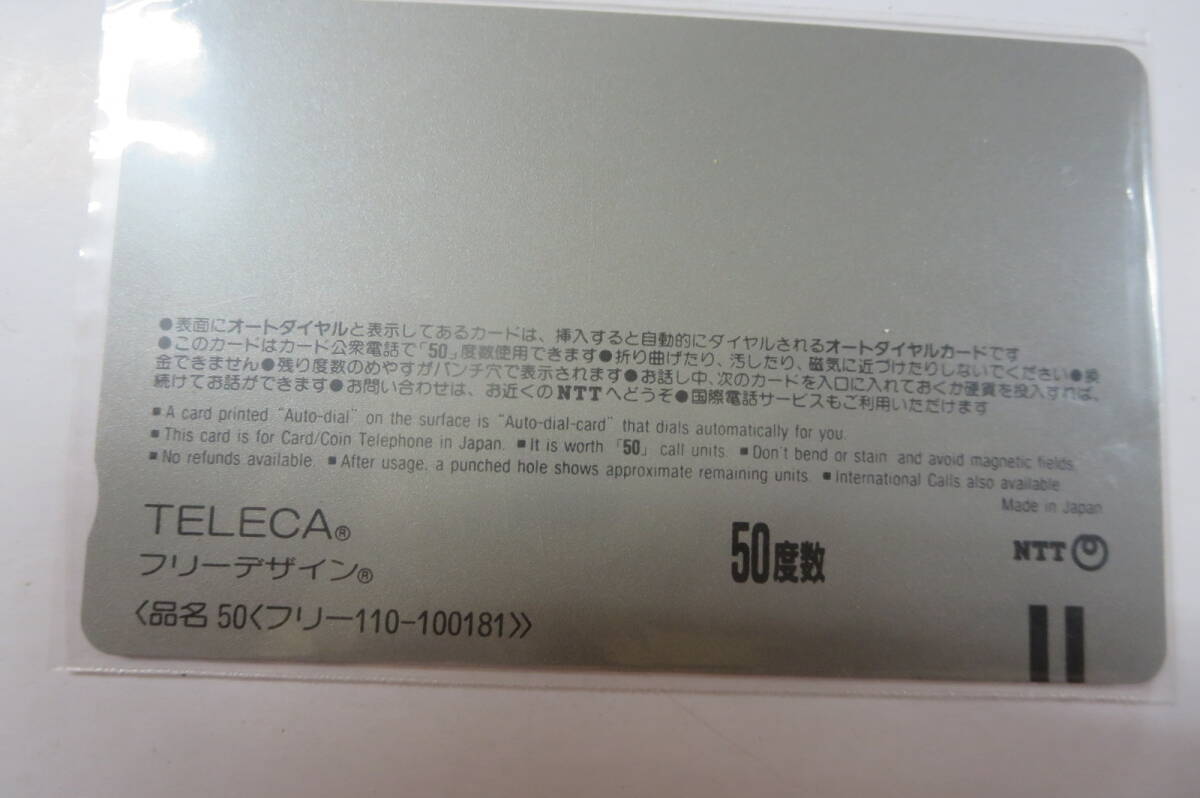 ●表面にオートダイヤルと表示してあるカードは、挿入すると自動的にダイヤルされるオートダイヤルカードです
●このカードはカード公衆電話で「50」度数使用できます●折り曲げたり、汚したり、磁気に近づけたりしないでください●換
金できません●残り度数のめやすがパンチ穴で表示されます●お話し中、次のカードを入口に入れておくか硬貨を投入すれば、
続けてお話ができます●お問い合わせは、お近くのNTTへどうぞ●国際電話サービスもご利用いただけます
■A card printed "Auto-dial" on the surface is "Auto-dial-card" that dials automatically for you.
■This card is for Card/Coin Telephone in Japan. ■It is worth「50」call units. ■Don't bend or stain and avoid magnetic fields.
■No refunds available. ■After usage, a punched hole shows approximate remaining units. ■International Calls also available.
Made in Japan
TELECA®
フリーデザイン®
〈品名 50〈フリー110-100181〉〉
50度数
NTT